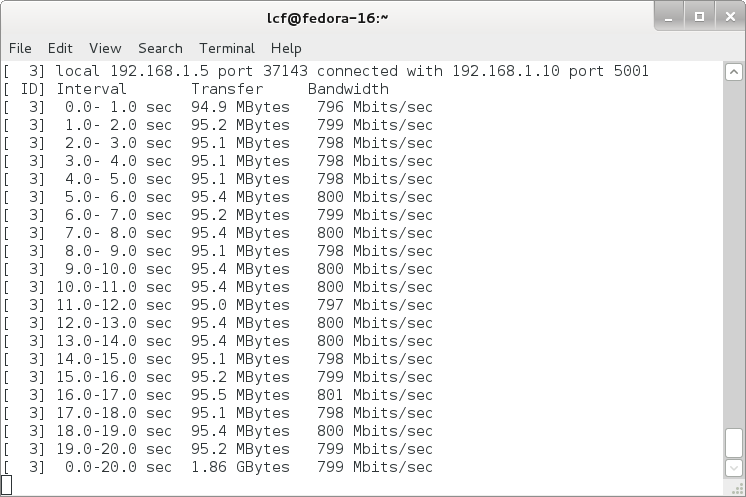 lcf@fedora-16:~
File Edit View Search Terminal Help
[  3] local 192.168.1.5 port 37143 connected with 192.168.1.10 port 5001
[ ID] Interval       Transfer     Bandwidth
[  3]  0.0- 1.0 sec  94.9 MBytes   796 Mbits/sec
[  3]  1.0- 2.0 sec  95.2 MBytes   799 Mbits/sec
[  3]  2.0- 3.0 sec  95.1 MBytes   798 Mbits/sec
[  3]  3.0- 4.0 sec  95.1 MBytes   798 Mbits/sec
[  3]  4.0- 5.0 sec  95.1 MBytes   798 Mbits/sec
[  3]  5.0- 6.0 sec  95.4 MBytes   800 Mbits/sec
[  3]  6.0- 7.0 sec  95.2 MBytes   799 Mbits/sec
[  3]  7.0- 8.0 sec  95.4 MBytes   800 Mbits/sec
[  3]  8.0- 9.0 sec  95.1 MBytes   798 Mbits/sec
[  3]  9.0-10.0 sec  95.4 MBytes   800 Mbits/sec
[  3] 10.0-11.0 sec  95.4 MBytes   800 Mbits/sec
[  3] 11.0-12.0 sec  95.0 MBytes   797 Mbits/sec
[  3] 12.0-13.0 sec  95.4 MBytes   800 Mbits/sec
[  3] 13.0-14.0 sec  95.4 MBytes   800 Mbits/sec
[  3] 14.0-15.0 sec  95.1 MBytes   798 Mbits/sec
[  3] 15.0-16.0 sec  95.2 MBytes   799 Mbits/sec
[  3] 16.0-17.0 sec  95.5 MBytes   801 Mbits/sec
[  3] 17.0-18.0 sec  95.1 MBytes   798 Mbits/sec
[  3] 18.0-19.0 sec  95.4 MBytes   800 Mbits/sec
[  3] 19.0-20.0 sec  95.2 MBytes   799 Mbits/sec
[  3]  0.0-20.0 sec  1.86 GBytes   799 Mbits/sec